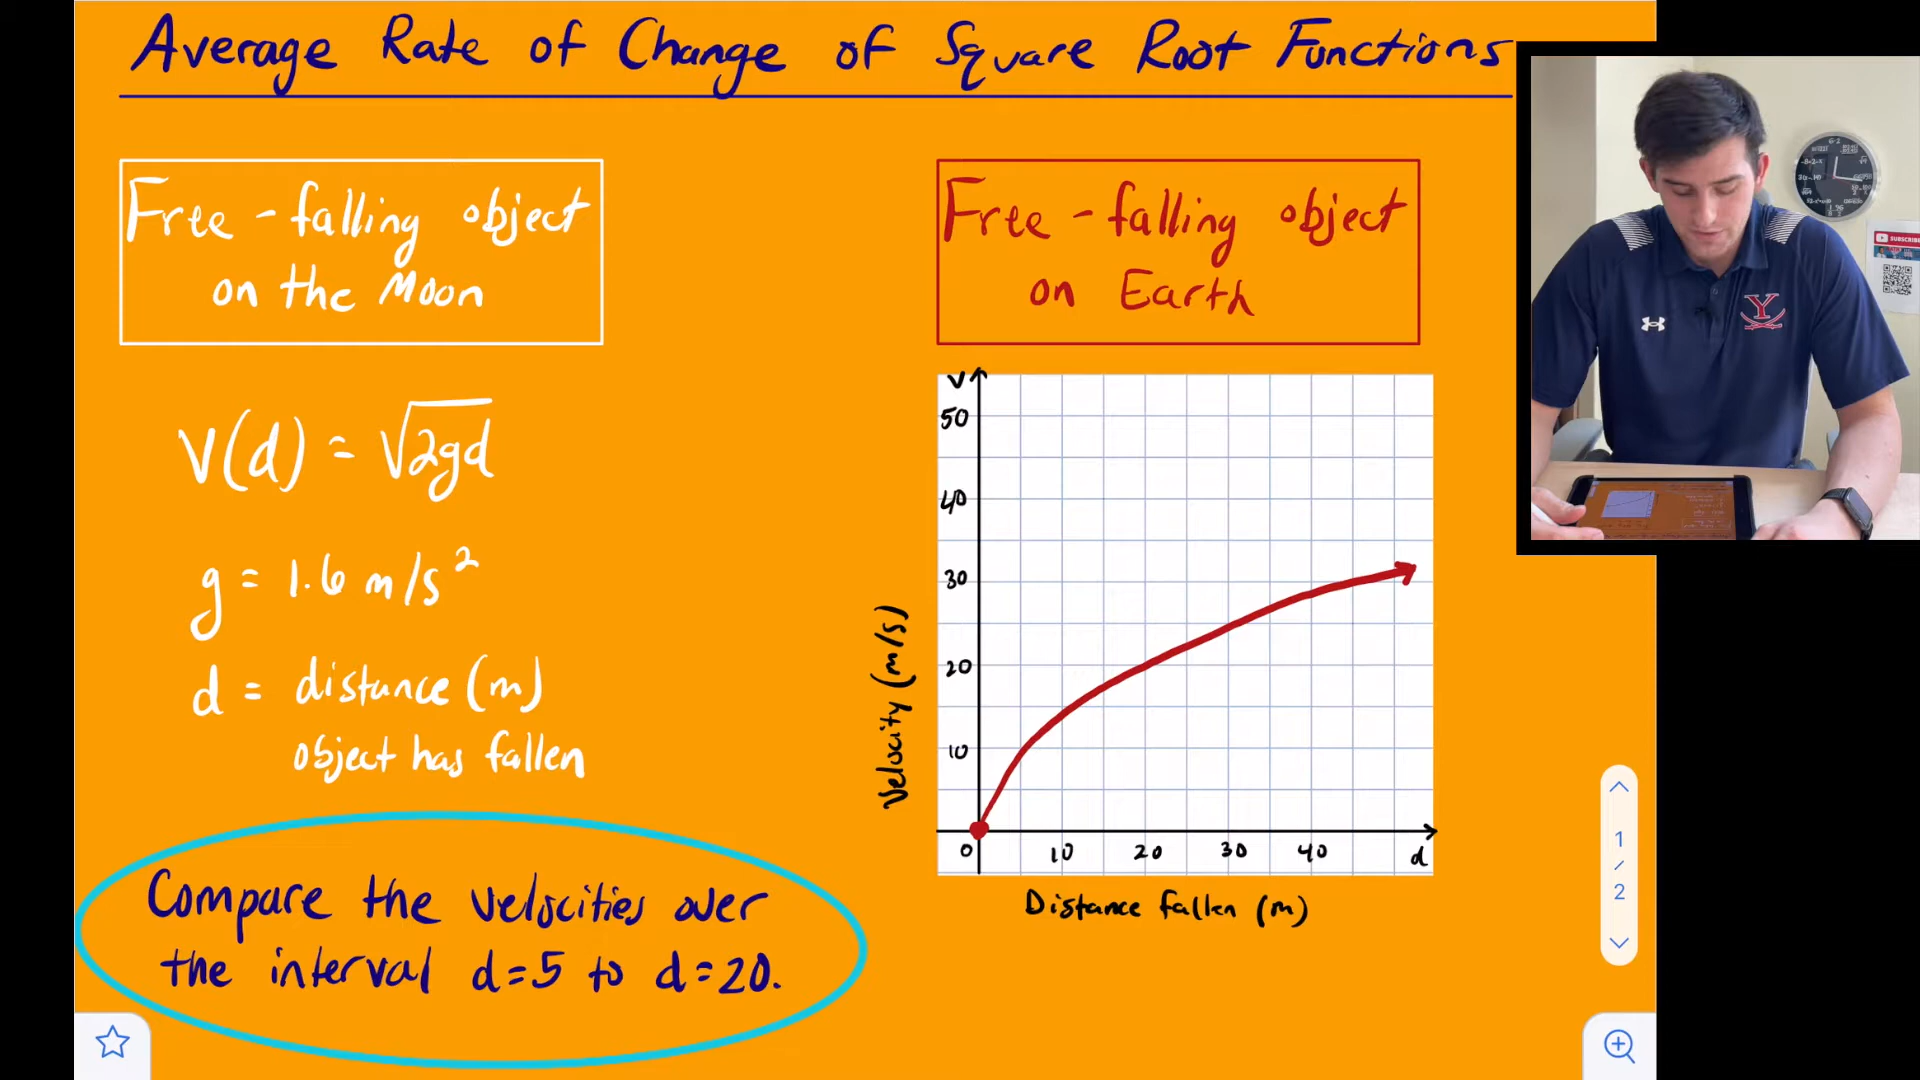 Average Rate of Change of Square Root Functions
Free-falling object
on the Moon
V(d) = √2gd
g = 1.6 m/s²
d = distance (m)
object has fallen
Compare the velocities over
the interval d=5 to d=20.
Free-falling object
on Earth
v
50
40
30
20
10
0
10 20 30 40 d
Velocity (m/s)
Distance fallen (m)
Y
SUBSCRIBE
1
/
2